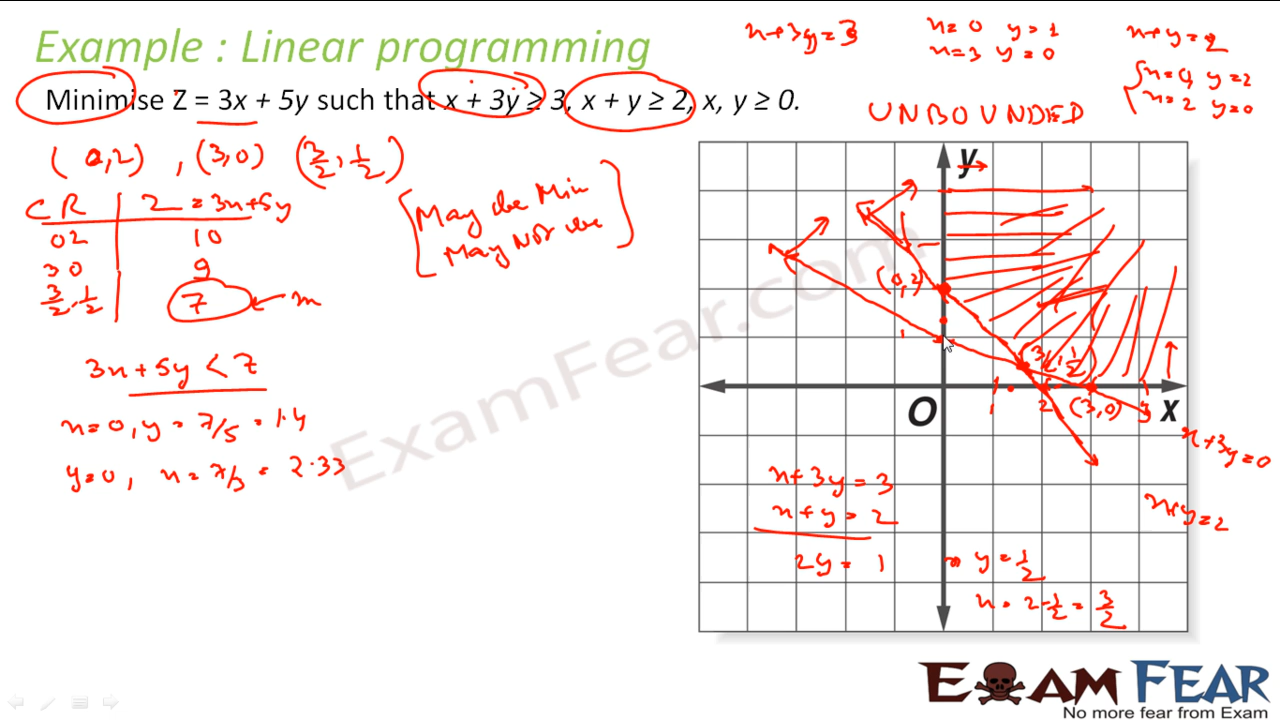 Example : Linear programming
Minimise Z = 3x + 5y such that x + 3y ≥ 3, x + y ≥ 2, x, y ≥ 0.
x+3y=3
x=0 y=1
x=3 y=0
x+y=2
x=0, y=2
x=2 y=0
UNBOUNDED
(0,2) , (3,0) (3/2, 1/2)
CR Z=3x+5y
02 10
30 9
3/2, 1/2 7 ← m
May be Min
May Not be
3x+5y<7
x=0, y=7/5=1.4
y=0, x=7/3=2.33
y
(0,2)
1
(3/2, 1/2)
O
1 2 (3,0) x
x+3y=0
x+y=2
x+3y=3
x+y=2
2y=1 ⇒ y=1/2
x=2-1/2=3/2
ExamFear.com
EXAM FEAR
No more fear from Exam